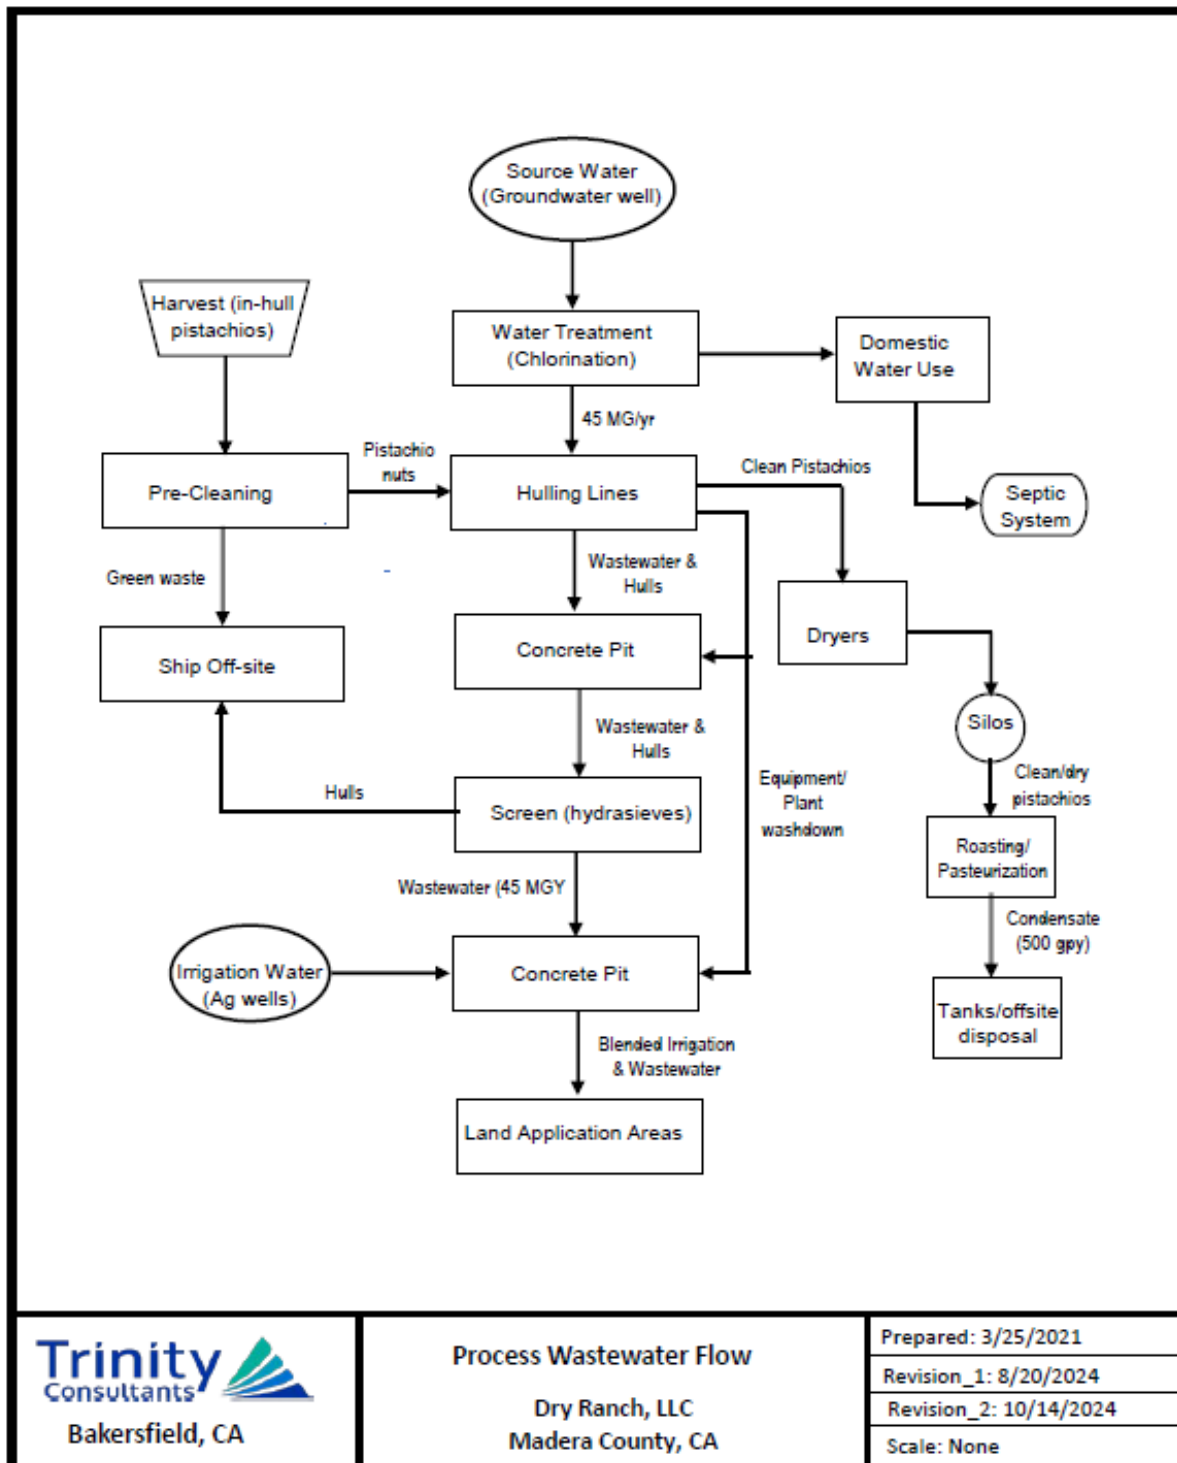 Source Water
(Groundwater well)
Harvest (in-hull
pistachios)
Water Treatment
(Chlorination)
Domestic
Water Use
45 MG/yr
Pistachio
nuts
Clean Pistachios
Pre-Cleaning
Hulling Lines
Septic
System
Green waste
Wastewater &
Hulls
Ship Off-site
Concrete Pit
Dryers
Wastewater &
Hulls
Silos
Hulls
Screen (hydrasieves)
Equipment/
Plant
washdown
Clean/dry
pistachios
Roasting/
Pasteurization
Wastewater (45 MGY
Condensate
(500 gpy)
Irrigation Water
(Ag wells)
Concrete Pit
Tanks/offsite
disposal
Blended Irrigation
& Wastewater
Land Application Areas
Trinity
Consultants
Bakersfield, CA
Process Wastewater Flow
Dry Ranch, LLC
Madera County, CA
Prepared: 3/25/2021
Revision_1: 8/20/2024
Revision_2: 10/14/2024
Scale: None